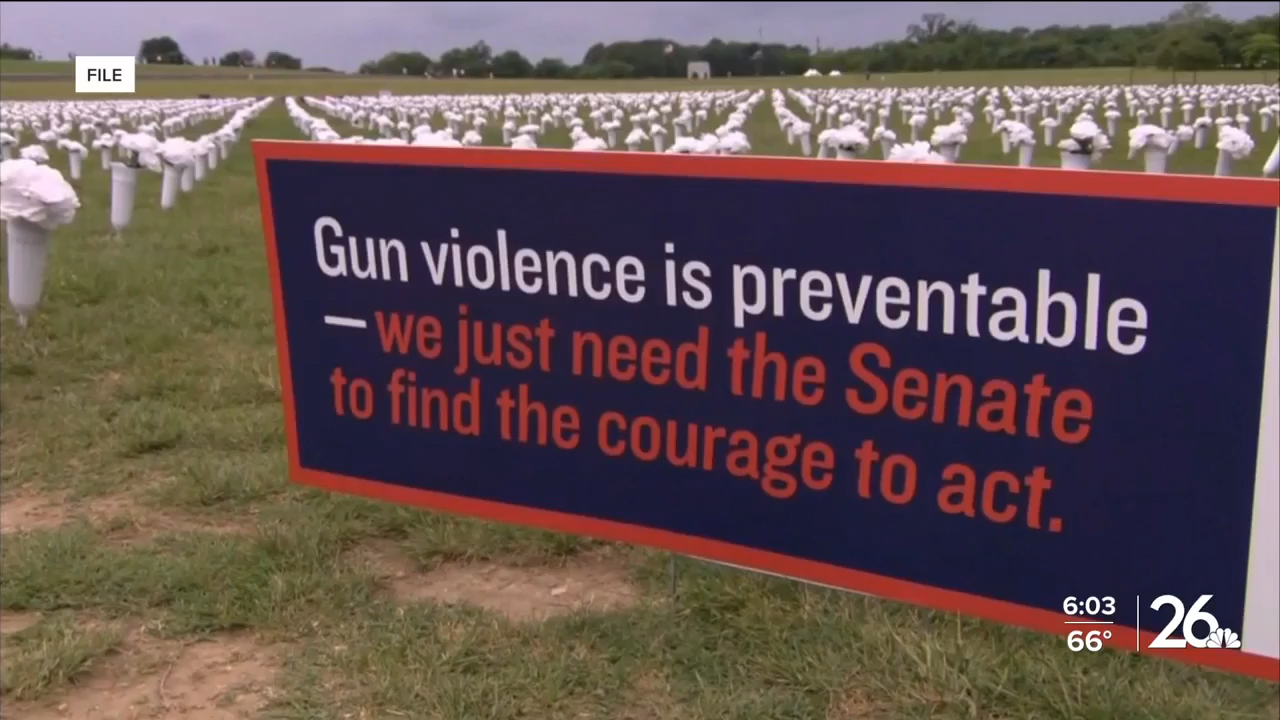 FILE
Gun violence is preventable
— we just need the Senate
to find the courage to act.
6:03
66°
26